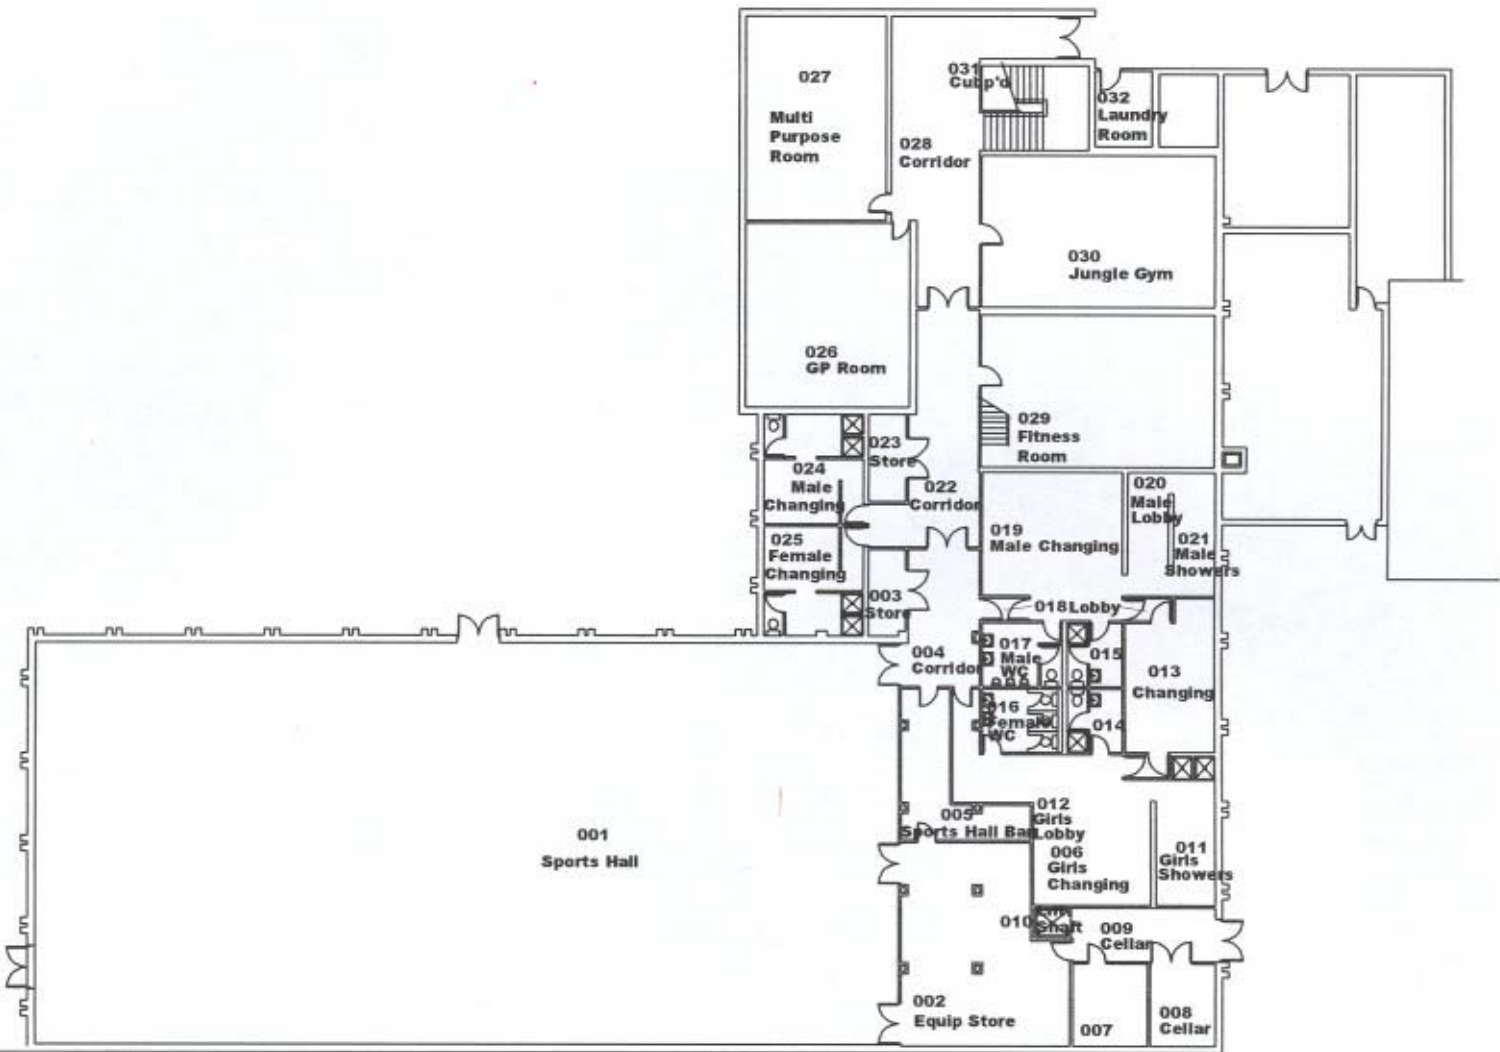 027
Multi
Purpose
Room
031
Cubp'd
032
Laundry
Room
028
Corridor
030
Jungle Gym
026
GP Room
029
Fitness
Room
023
Store
024
Male
Changing
022
Corridor
020
Male
Lobby
019
Male Changing
021
Male
Showers
025
Female
Changing
003
Store
018 Lobby
004
Corridor
017
Male
WC
015
013
Changing
016
Female
WC
014
005
Sports Hall Bar
012
Girls
Lobby
001
Sports Hall
006
Girls
Changing
011
Girls
Showers
010
Shaft
009
Cellar
002
Equip Store
007
008
Cellar